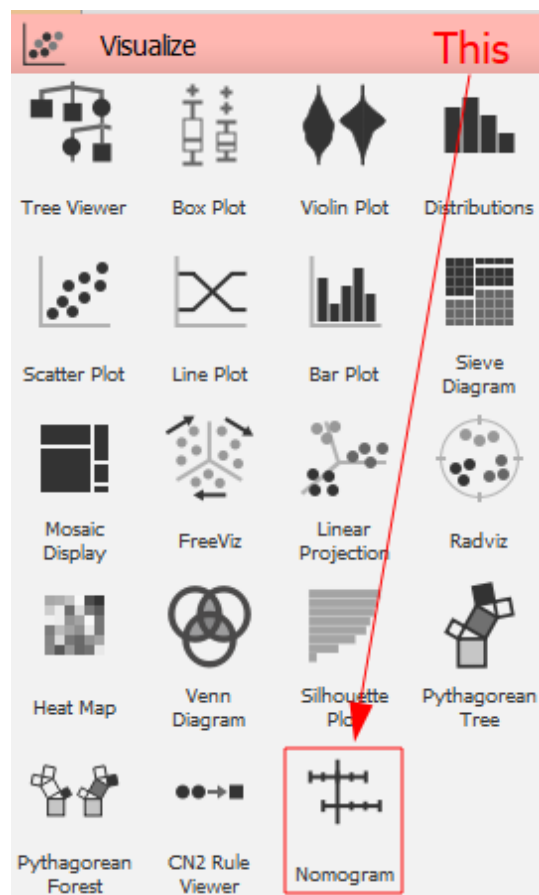 Visualize
This
Tree Viewer
Box Plot
Violin Plot
Distributions
Scatter Plot
Line Plot
Bar Plot
Sieve
Diagram
Mosaic
Display
FreeViz
Linear
Projection
Radviz
Heat Map
Venn
Diagram
Silhouette
Plot
Pythagorean
Tree
Pythagorean
Forest
CN2 Rule
Viewer
Nomogram